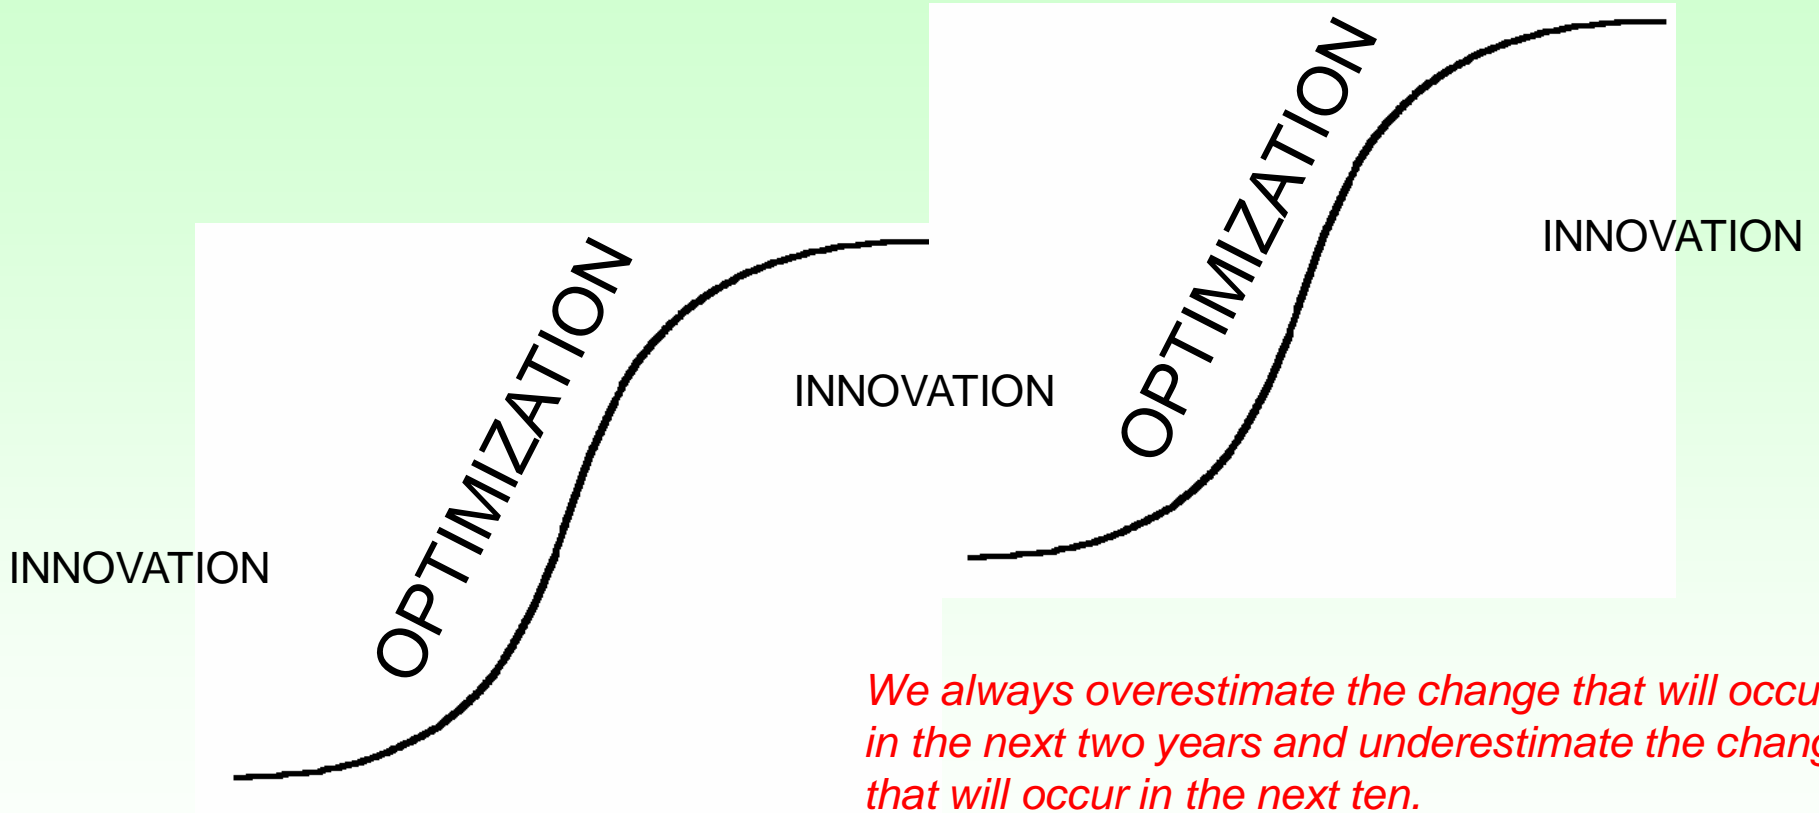 INNOVATION
OPTIMIZATION
INNOVATION
OPTIMIZATION
INNOVATION
We always overestimate the change that will occu
in the next two years and underestimate the chang
that will occur in the next ten.